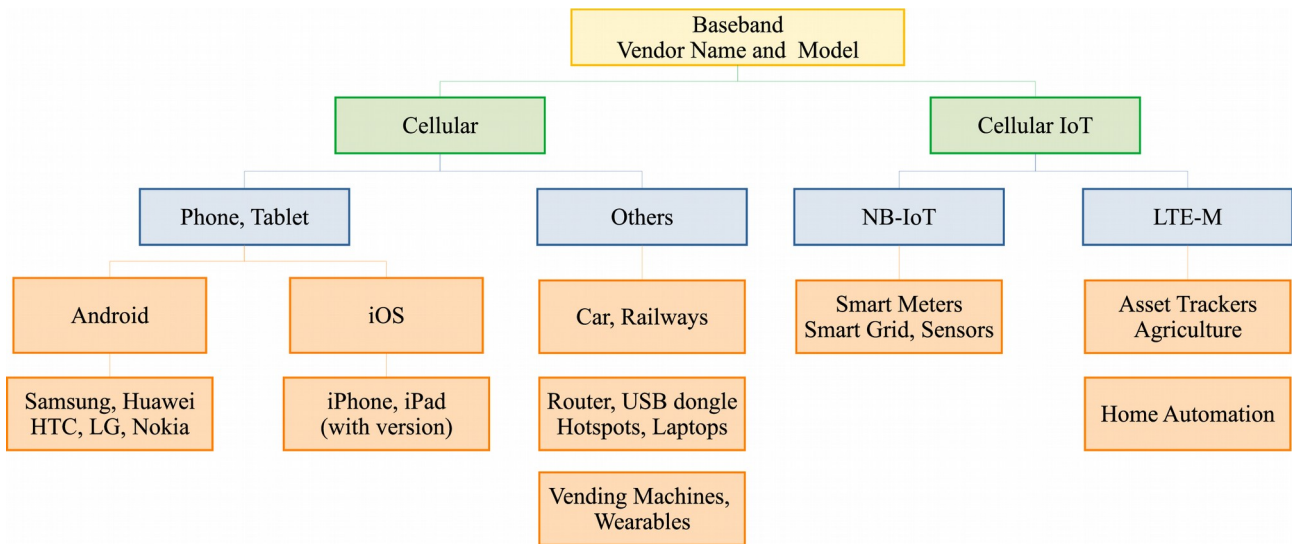 Baseband
Vendor Name and Model
Cellular
Cellular IoT
Phone, Tablet
Others
NB-IoT
LTE-M
Android
iOS
Car, Railways
Smart Meters
Smart Grid, Sensors
Asset Trackers
Agriculture
Samsung, Huawei
HTC, LG, Nokia
iPhone, iPad
(with version)
Router, USB dongle
Hotspots, Laptops
Home Automation
Vending Machines,
Wearables